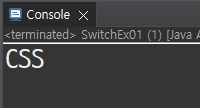 Console
<terminated> SwitchEx01 (1) [Java A
CSS